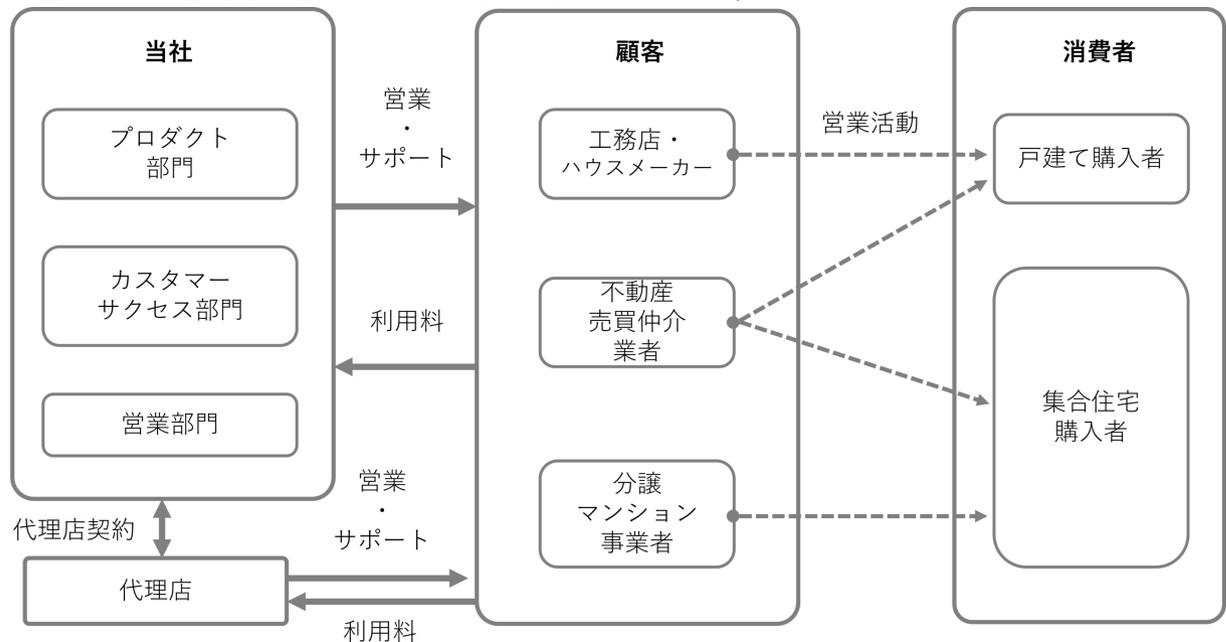 当社
プロダクト
部門
カスタマー
サクセス部門
営業部門
代理店契約
代理店
営業
・
サポート
利用料
営業
・
サポート
利用料
顧客
工務店・
ハウスメーカー
不動産
売買仲介
業者
分譲
マンション
事業者
営業活動
消費者
戸建て購入者
集合住宅
購入者